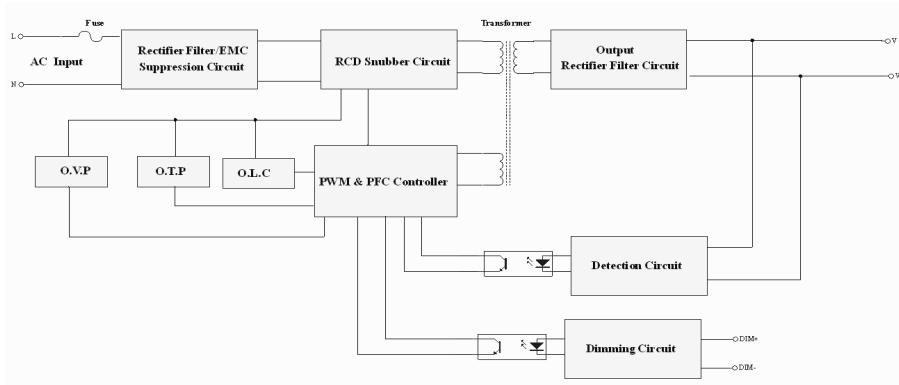 Fuse
Transformer
L
AC Input
N
Rectifier Filter/EMC
Suppression Circuit
RCD Snubber Circuit
Output
Rectifier Filter Circuit
V
V
O.V.P
O.T.P
O.L.C
PWM & PFC Controller
Detection Circuit
Dimming Circuit
DIM+
DIM-